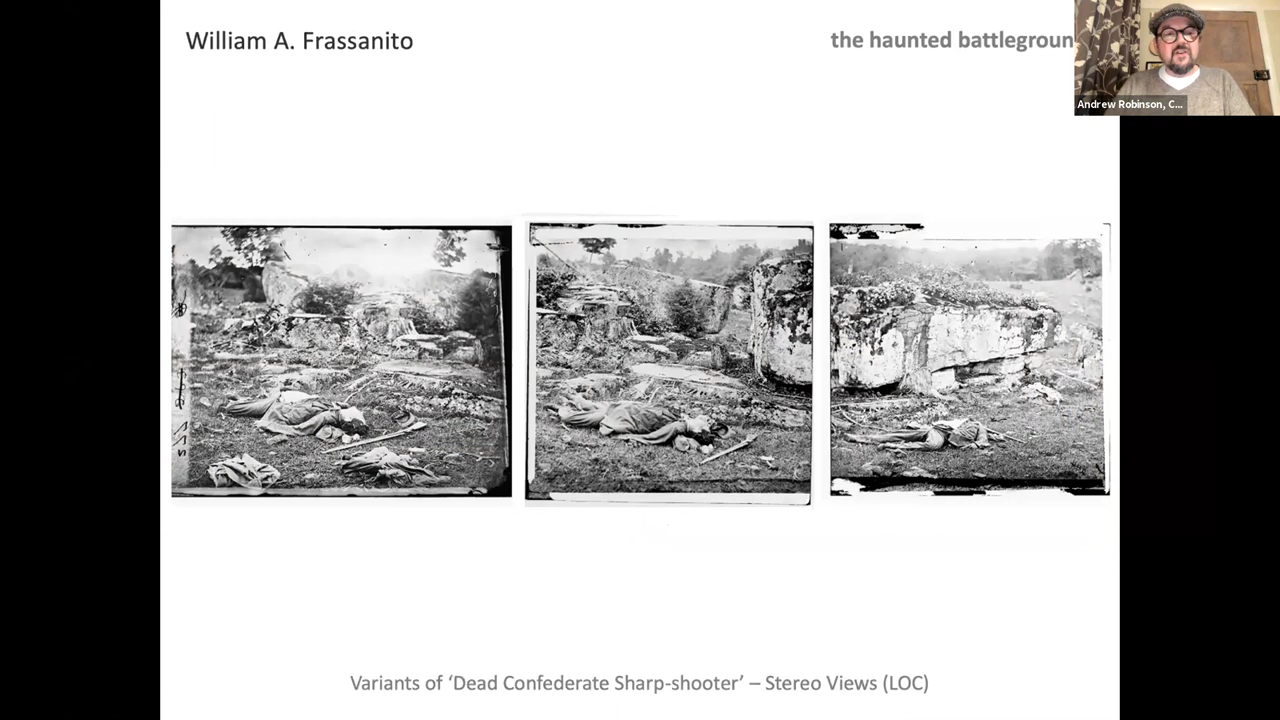 William A. Frassanito
the haunted battlegroun
Andrew Robinson, C...
Variants of ‘Dead Confederate Sharp-shooter’ – Stereo Views (LOC)